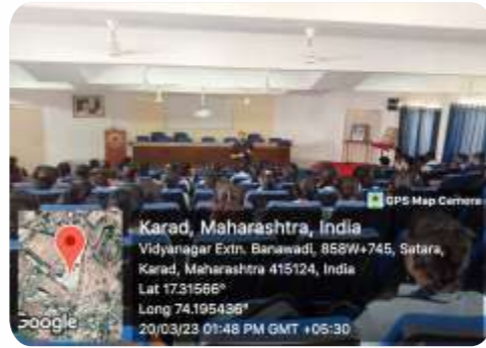 GPS Map Camera
Karad, Maharashtra, India
Vidyanagar Extn. Banawadi, 858W+745, Satara,
Karad, Maharashtra 415124, India
Lat 17.31566°
Long 74.195436°
20/03/23 01:48 PM GMT +05:30
Google